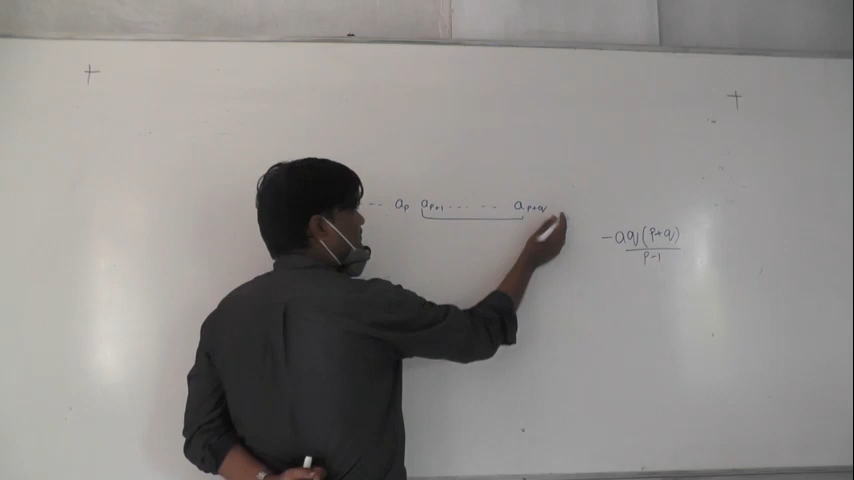 -- aₚ aₚ₊₁ ..... -- aₚ₊q
-aq(p+q)
p-1